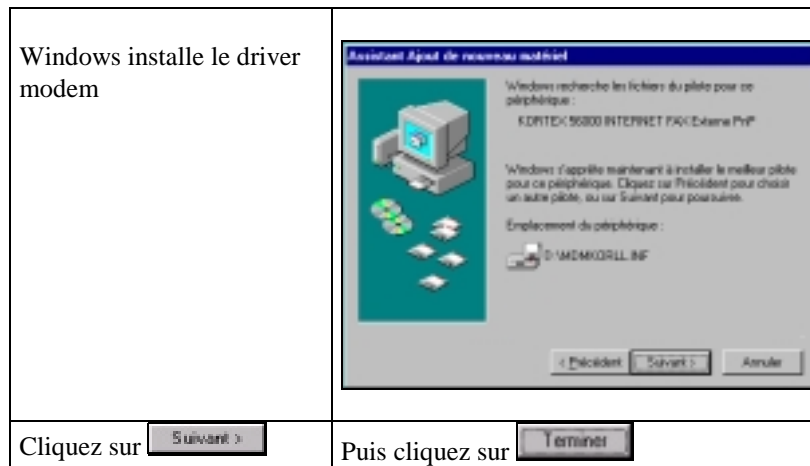 Windows installe le driver
modem
Assistant Ajout de nouveau matériel
Windows recherche les fichiers du pilote pour ce
périphérique :
KORTEX 56000 INTERNET FAX Externe PnP
Windows s'apprête maintenant à installer le meilleur pilote
pour ce périphérique. Cliquez sur Précédent pour choisir
un autre pilote, ou sur Suivant pour poursuivre.
Emplacement du périphérique :
D:\MDMKORLL.INF
< Précédent Suivant > Annuler
Cliquez sur Suivant >
Puis cliquez sur Terminer